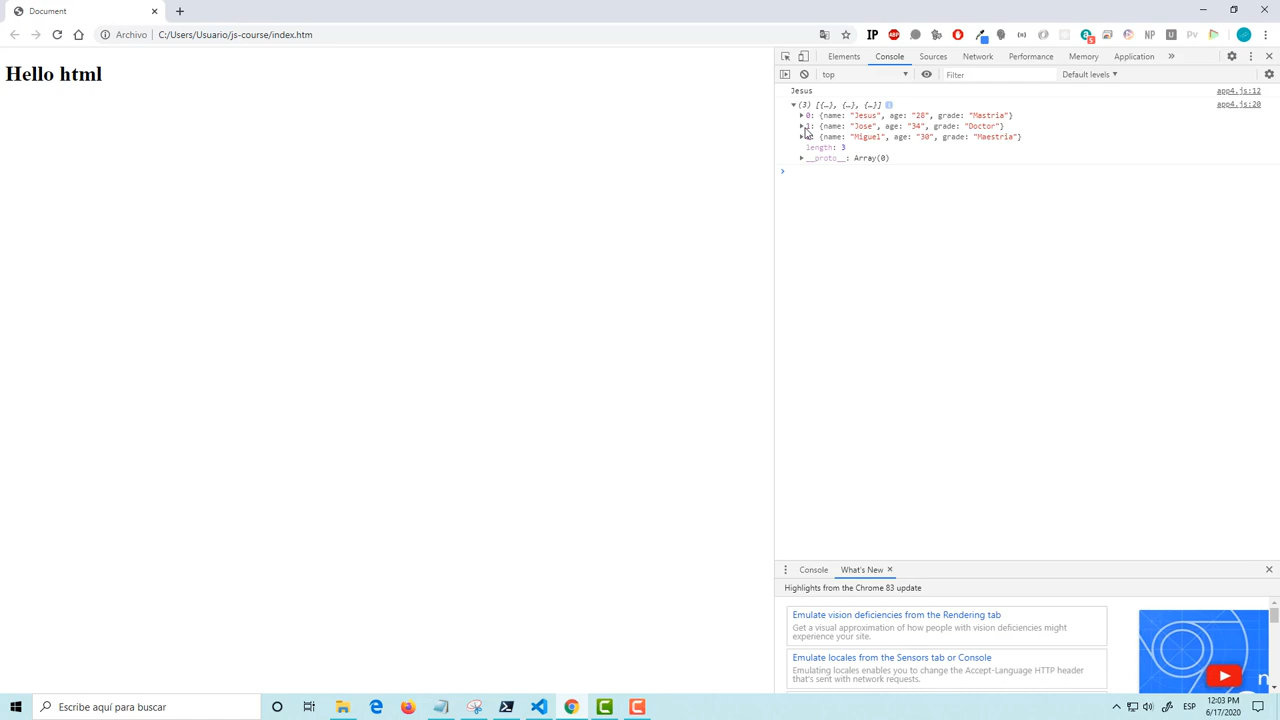 Document
Archivo
C:/Users/Usuario/js-course/index.htm
IP
ABP
NP
Pv
Hello html
Elements Console Sources Network Performance Memory Application »
top
Filter
Default levels
Jesus app4.js:12
(3) [{…}, {…}, {…}] app4.js:20
0: {name: "Jesus", age: "28", grade: "Mastria"}
1: {name: "Jose", age: "34", grade: "Doctor"}
{name: "Miguel", age: "30", grade: "Maestria"}
length: 3
__proto__: Array(0)
Console What's New
Highlights from the Chrome 83 update
Emulate vision deficiencies from the Rendering tab
Get a visual approximation of how people with vision deficiencies might
experience your site.
Emulate locales from the Sensors tab or Console
Emulating locales enables you to change the Accept-Language HTTP header
that's sent with network requests.
Escribe aquí para buscar
ESP
12:03 PM
6/17/2020